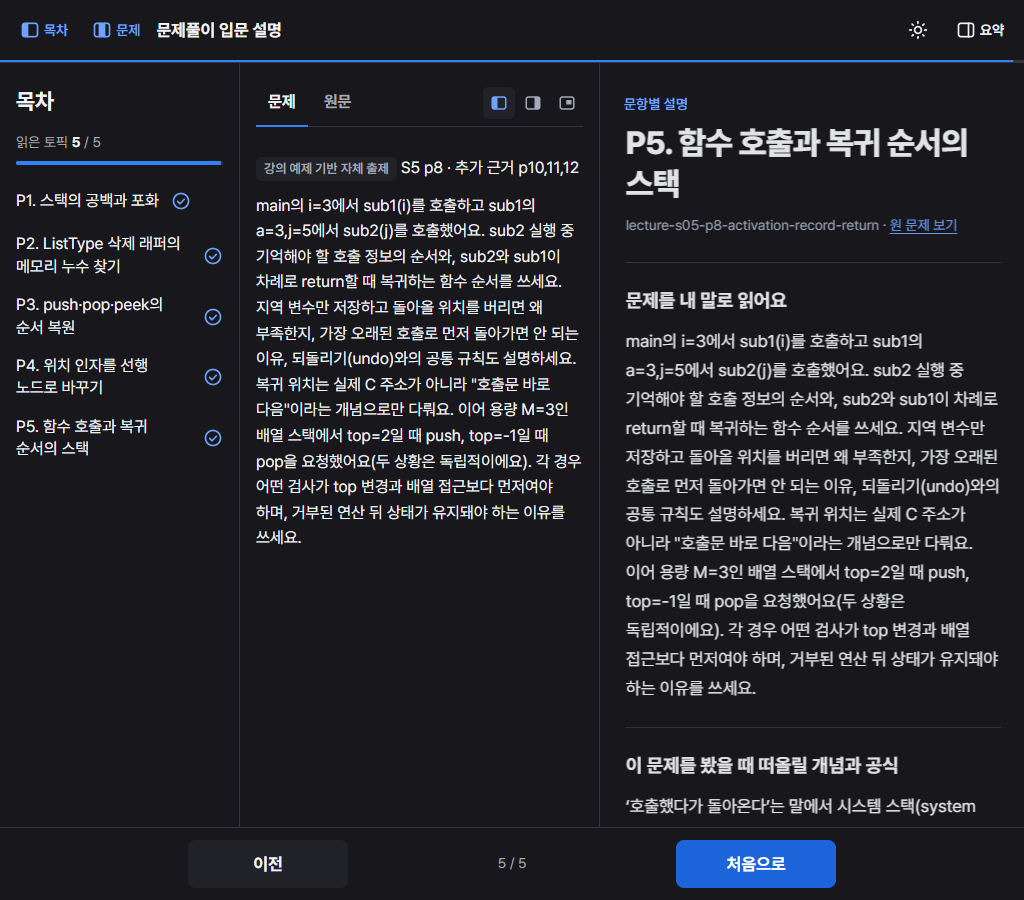 목차
문제
문제풀이 입문 설명
요약
목차
읽은 토픽 5 / 5
P1. 스택의 공백과 포화
P2. ListType 삭제 래퍼의
메모리 누수 찾기
P3. push·pop·peek의
순서 복원
P4. 위치 인자를 선행
노드로 바꾸기
P5. 함수 호출과 복귀
순서의 스택
문제
원문
강의 예제 기반 자체 출제 S5 p8 · 추가 근거 p10,11,12
main의 i=3에서 sub1(i)를 호출하고 sub1의
a=3,j=5에서 sub2(j)를 호출했어요. sub2 실행 중
기억해야 할 호출 정보의 순서와, sub2와 sub1이
차례로 return할 때 복귀하는 함수 순서를 쓰세요.
지역 변수만 저장하고 돌아올 위치를 버리면 왜
부족한지, 가장 오래된 호출로 먼저 돌아가면 안 되는
이유, 되돌리기(undo)와의 공통 규칙도 설명하세요.
복귀 위치는 실제 C 주소가 아니라 "호출문 바로
다음"이라는 개념으로만 다뤄요. 이어 용량 M=3인
배열 스택에서 top=2일 때 push, top=-1일 때
pop을 요청했어요(두 상황은 독립적이에요). 각 경우
어떤 검사가 top 변경과 배열 접근보다 먼저여야
하며, 거부된 연산 뒤 상태가 유지돼야 하는 이유를
쓰세요.
문항별 설명
P5. 함수 호출과 복귀 순서의
스택
lecture-s05-p8-activation-record-return · 원 문제 보기
문제를 내 말로 읽어요
main의 i=3에서 sub1(i)를 호출하고 sub1의
a=3,j=5에서 sub2(j)를 호출했어요. sub2 실행 중
기억해야 할 호출 정보의 순서와, sub2와 sub1이 차례로
return할 때 복귀하는 함수 순서를 쓰세요. 지역 변수만
저장하고 돌아올 위치를 버리면 왜 부족한지, 가장 오래된
호출로 먼저 돌아가면 안 되는 이유, 되돌리기(undo)와의
공통 규칙도 설명하세요. 복귀 위치는 실제 C 주소가
아니라 "호출문 바로 다음"이라는 개념으로만 다뤄요.
이어 용량 M=3인 배열 스택에서 top=2일 때 push,
top=-1일 때 pop을 요청했어요(두 상황은
독립적이에요). 각 경우 어떤 검사가 top 변경과 배열
접근보다 먼저여야 하며, 거부된 연산 뒤 상태가 유지돼야
하는 이유를 쓰세요.
이 문제를 봤을 때 떠올릴 개념과 공식
‘호출했다가 돌아온다’는 말에서 시스템 스택(system
이전
5 / 5
처음으로